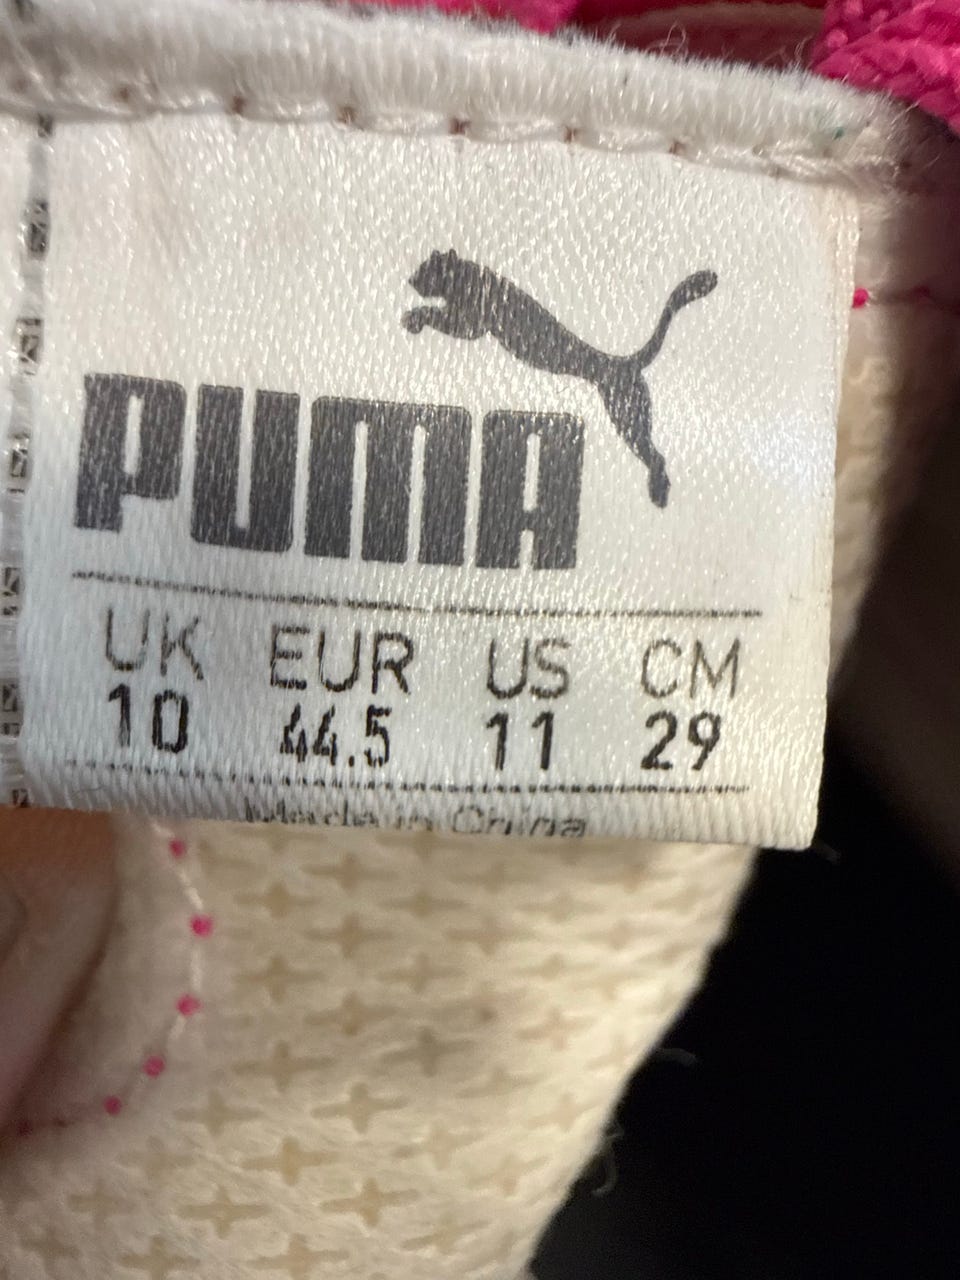 PUMA
UK EUR US CM
10 44.5 11 29
Made in China